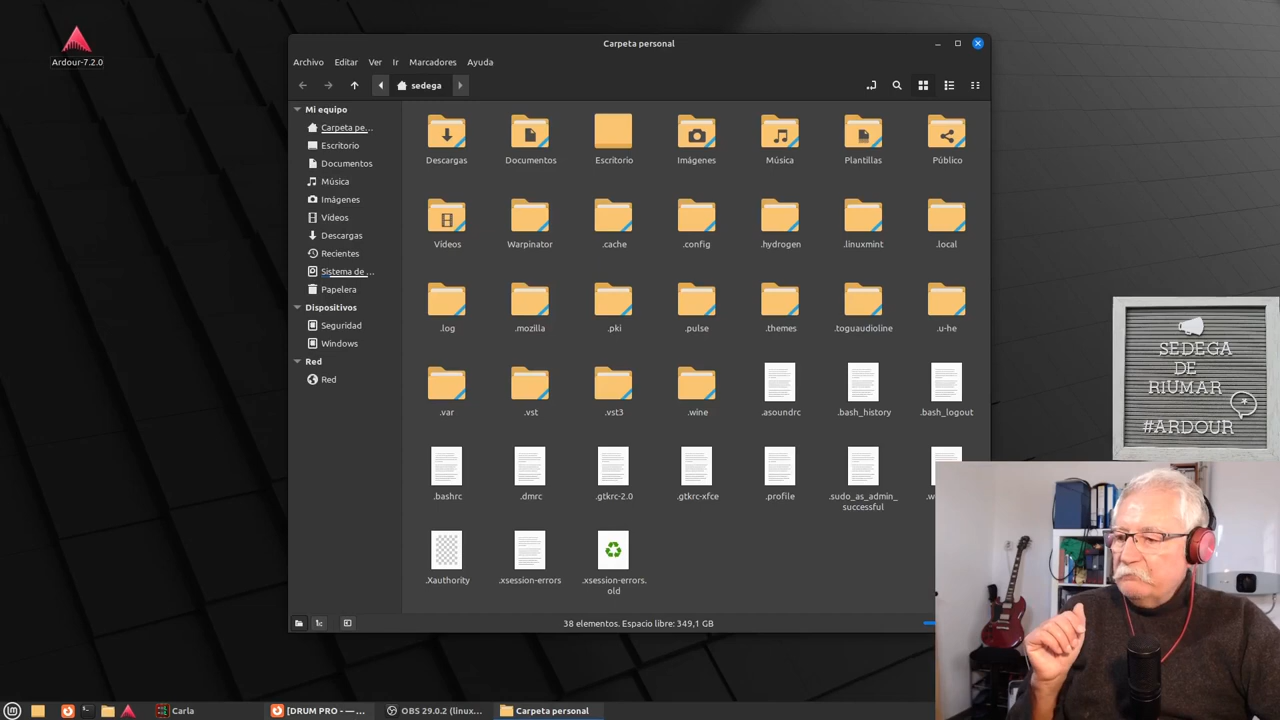 Ardour-7.2.0
Carpeta personal
Archivo Editar Ver Ir Marcadores Ayuda
sedega
Mi equipo
Carpeta pe...
Escritorio
Documentos
Música
Imágenes
Vídeos
Descargas
Recientes
Sistema de ...
Papelera
Dispositivos
Seguridad
Windows
Red
Red
Descargas Documentos Escritorio Imágenes Música Plantillas Público
Vídeos Warpinator .cache .config .hydrogen .linuxmint .local
.log .mozilla .pki .pulse .themes .toguaudioline .u-he
.var .vst .vst3 .wine .asoundrc .bash_history .bash_logout
.bashrc .dmrc .gtkrc-2.0 .gtkrc-xfce .profile .sudo_as_admin_
successful
.Xauthority .xsession-errors .xsession-errors.
old
38 elementos. Espacio libre: 349,1 GB
SEDEGA
DE
RIUMAR
#ARDOUR
Carla
[DRUM PRO - —...
OBS 29.0.2 (linux...
Carpeta personal